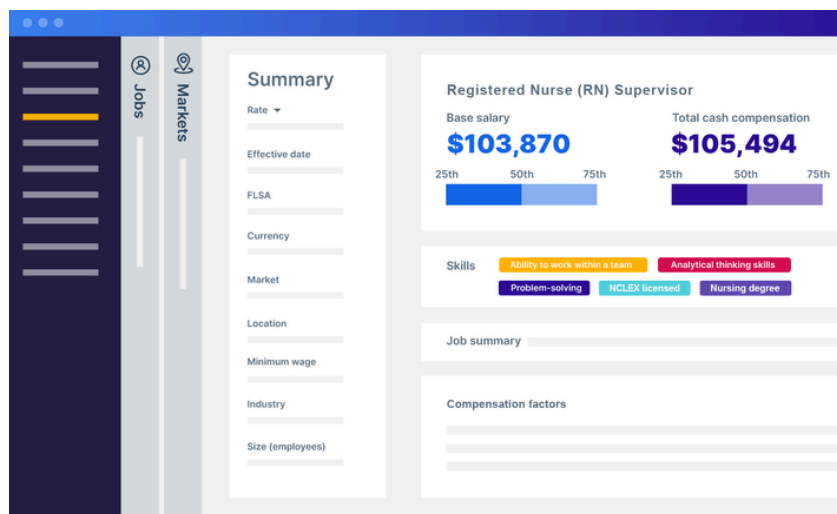 Jobs
Markets
Summary
Rate
Effective date
FLSA
Currency
Market
Location
Minimum wage
Industry
Size (employees)
Registered Nurse (RN) Supervisor
Base salary
Total cash compensation
$103,870
$105,494
25th 50th 75th
25th 50th 75th
Skills
Ability to work within a team
Analytical thinking skills
Problem-solving
NCLEX licensed
Nursing degree
Job summary
Compensation factors